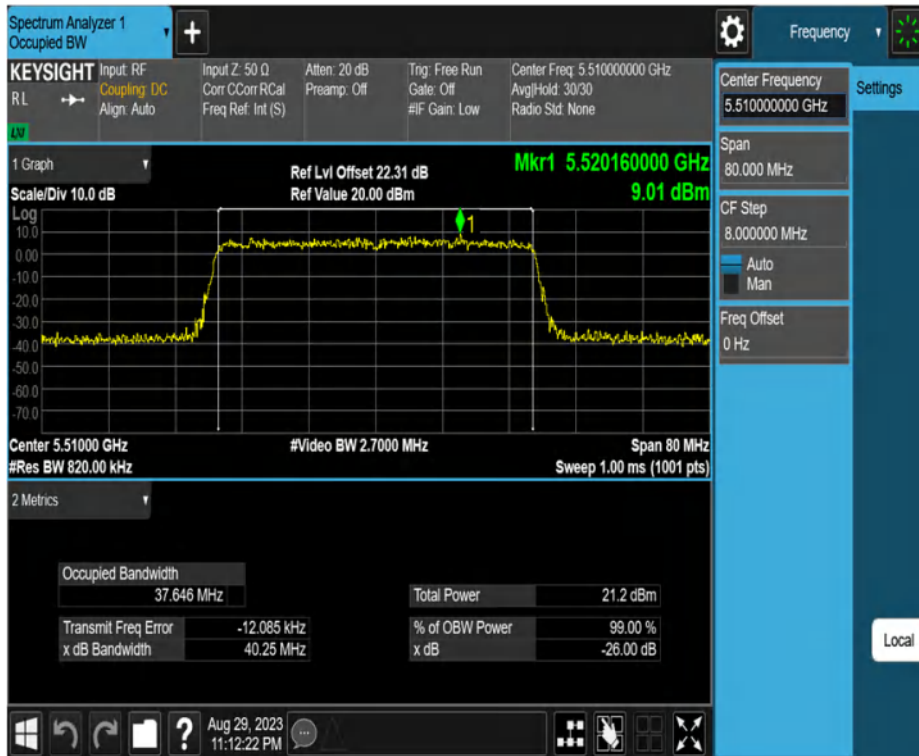 Spectrum Analyzer 1
Occupied BW
+
Frequency
KEYSIGHT
RL
LXI
Input: RF
Coupling: DC
Align: Auto
Input Z: 50 Ω
Corr CCorr RCal
Freq Ref: Int (S)
Atten: 20 dB
Preamp: Off
Trig: Free Run
Gate: Off
#IF Gain: Low
Center Freq: 5.510000000 GHz
Avg|Hold: 30/30
Radio Std: None
1 Graph
Scale/Div 10.0 dB
Ref Lvl Offset 22.31 dB
Ref Value 20.00 dBm
Mkr1 5.520160000 GHz
9.01 dBm
Log
10.0
0.00
-10.0
-20.0
-30.0
-40.0
-50.0
-60.0
-70.0
1
Center 5.51000 GHz
#Res BW 820.00 kHz
#Video BW 2.7000 MHz
Span 80 MHz
Sweep 1.00 ms (1001 pts)
2 Metrics
Occupied Bandwidth
37.646 MHz
Transmit Freq Error -12.085 kHz
x dB Bandwidth 40.25 MHz
Total Power 21.2 dBm
% of OBW Power 99.00 %
x dB -26.00 dB
Center Frequency
5.510000000 GHz
Settings
Span
80.000 MHz
CF Step
8.000000 MHz
Auto
Man
Freq Offset
0 Hz
Local
?
Aug 29, 2023
11:12:22 PM